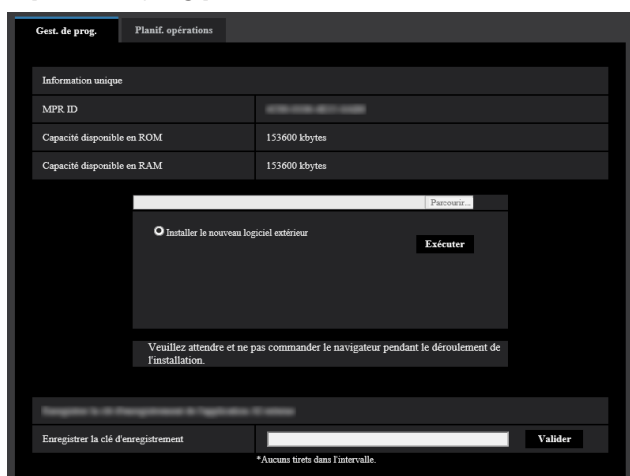 Gest. de prog.
Planif. opérations
Information unique
MPR ID
Capacité disponible en ROM
153600 kbytes
Capacité disponible en RAM
153600 kbytes
Parcourir...
Installer le nouveau logiciel extérieur
Exécuter
Veuillez attendre et ne pas commander le navigateur pendant le déroulement de
l'installation.
Enregistrer la clé d'enregistrement
Valider
*Aucuns tirets dans l'intervalle.